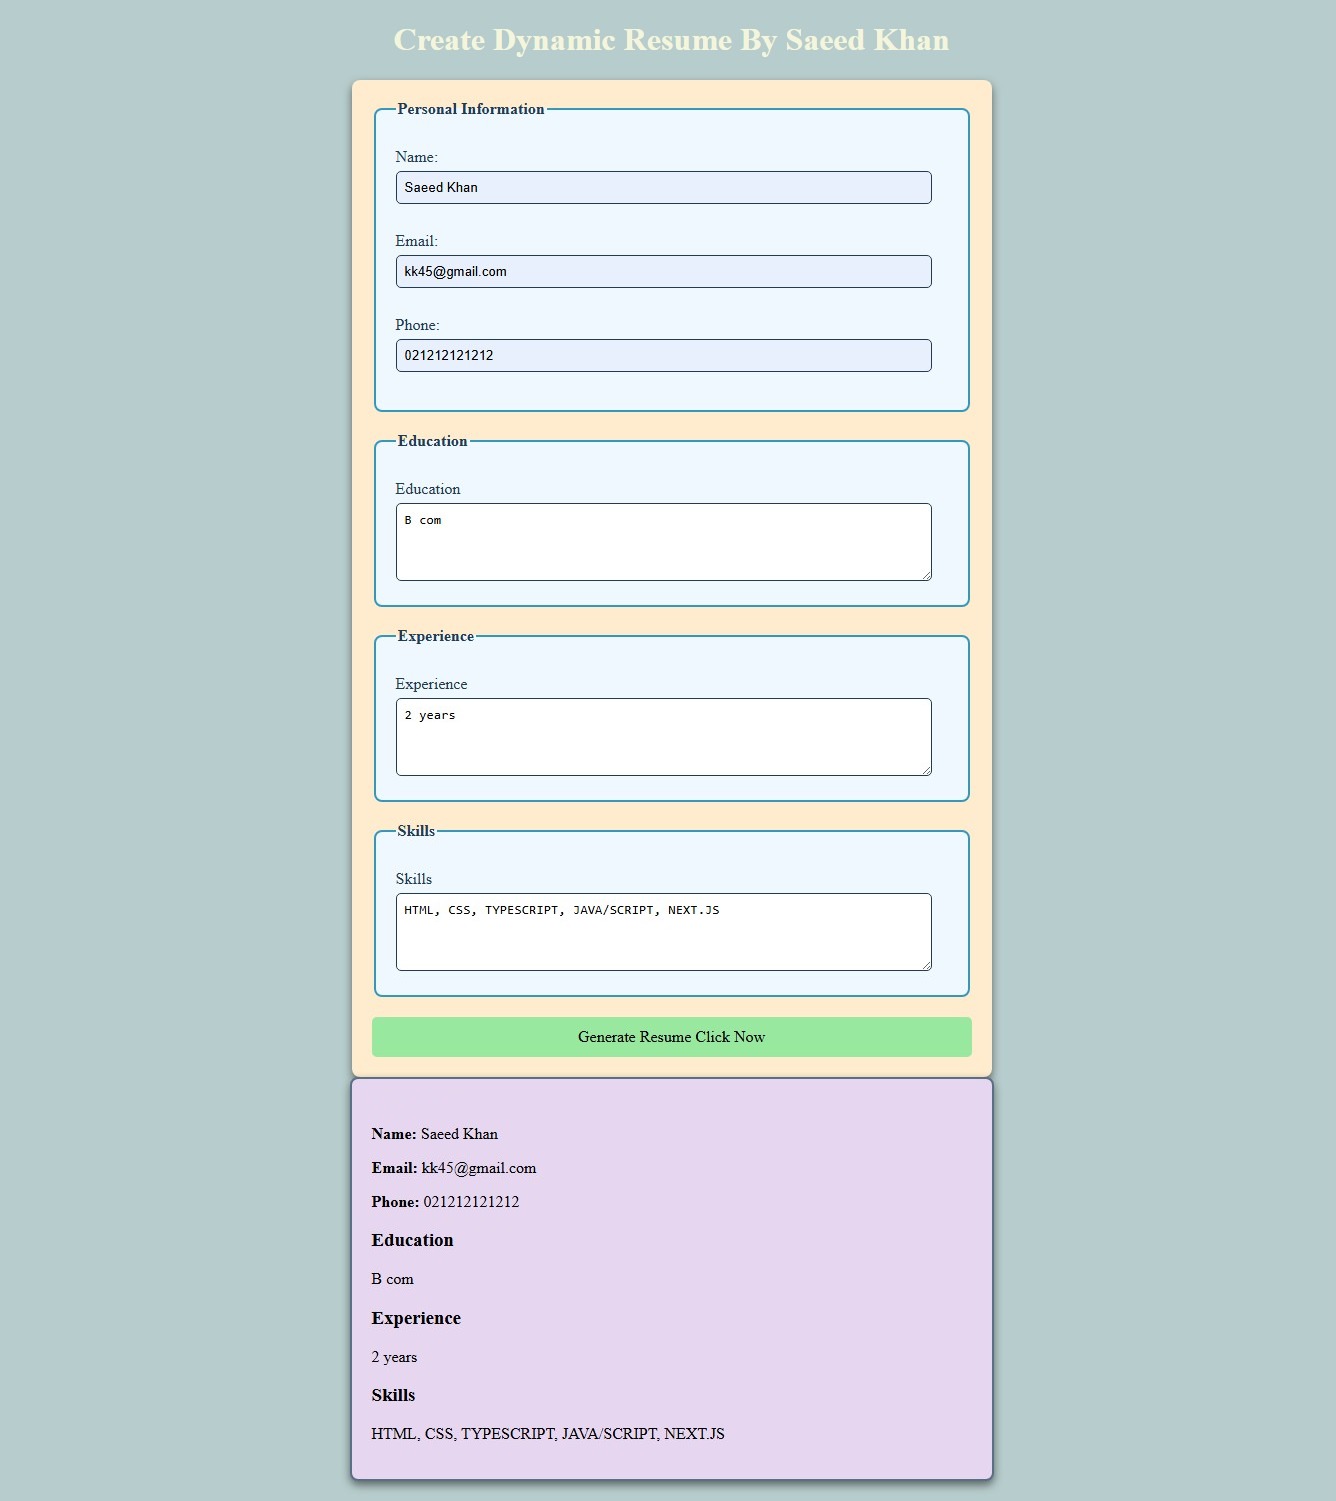 Create Dynamic Resume By Saeed Khan
Personal Information
Name:
Saeed Khan
Email:
kk45@gmail.com
Phone:
021212121212
Education
Education
B com
Experience
Experience
2 years
Skills
Skills
HTML, CSS, TYPESCRIPT, JAVA/SCRIPT, NEXT.JS
Generate Resume Click Now
Name: Saeed Khan
Email: kk45@gmail.com
Phone: 021212121212
Education
B com
Experience
2 years
Skills
HTML, CSS, TYPESCRIPT, JAVA/SCRIPT, NEXT.JS